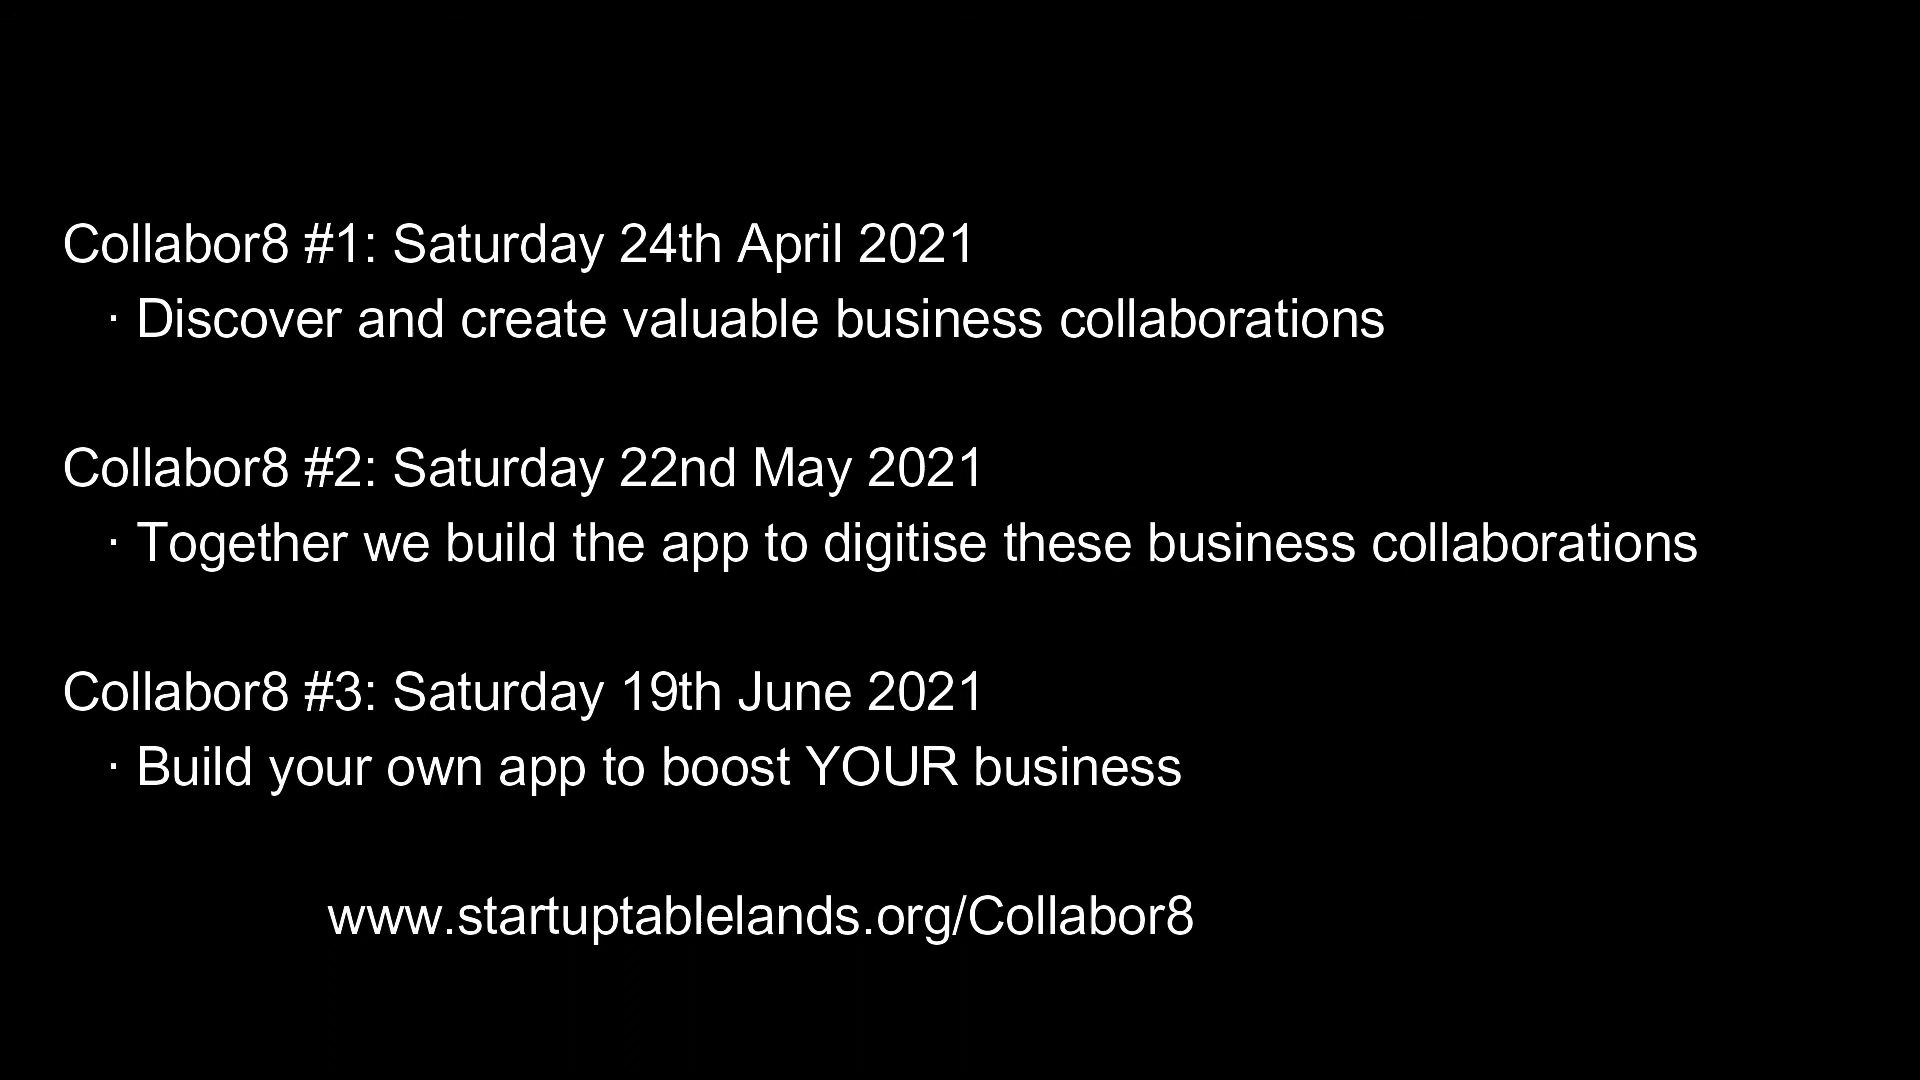 Collabor8 #1: Saturday 24th April 2021
· Discover and create valuable business collaborations
Collabor8 #2: Saturday 22nd May 2021
· Together we build the app to digitise these business collaborations
Collabor8 #3: Saturday 19th June 2021
· Build your own app to boost YOUR business
www.startuptablelands.org/Collabor8